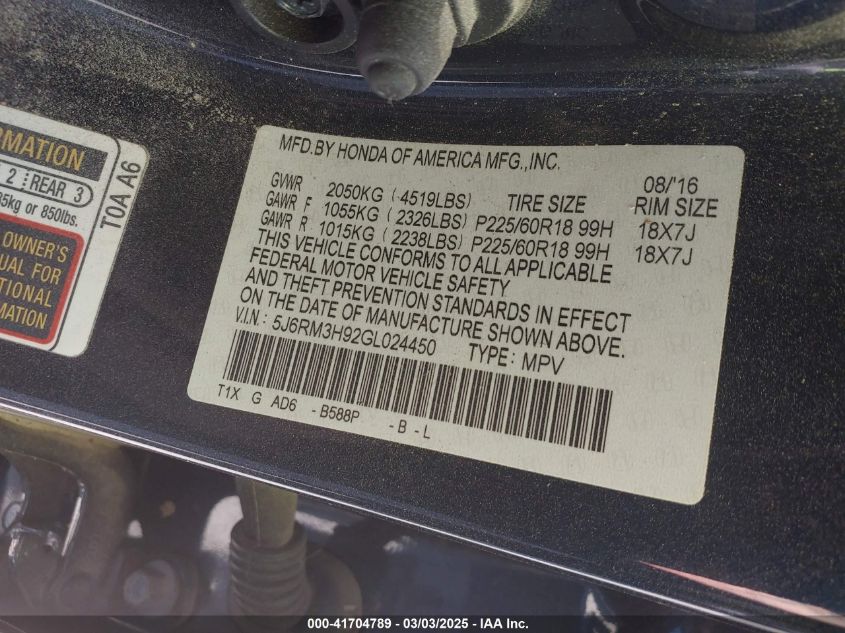 RMATION
2 REAR 3
35kg or 850lbs.
OWNER'S
UAL FOR
TIONAL
RMATION
T0A A6
MFD.BY HONDA OF AMERICA MFG.,INC. 08/'16
GVWR 2050KG (4519LBS) TIRE SIZE RIM SIZE
GAWR F 1055KG (2326LBS) P225/60R18 99H 18X7J
GAWR R 1015KG (2238LBS) P225/60R18 99H 18X7J
THIS VEHICLE CONFORMS TO ALL APPLICABLE
FEDERAL MOTOR VEHICLE SAFETY
AND THEFT PREVENTION STANDARDS IN EFFECT
ON THE DATE OF MANUFACTURE SHOWN ABOVE.
V.I.N.: 5J6RM3H92GL024450 TYPE: MPV
T1X G AD6 -B588P -B-L
000-41704789 — 03/03/2025 — IAA Inc.